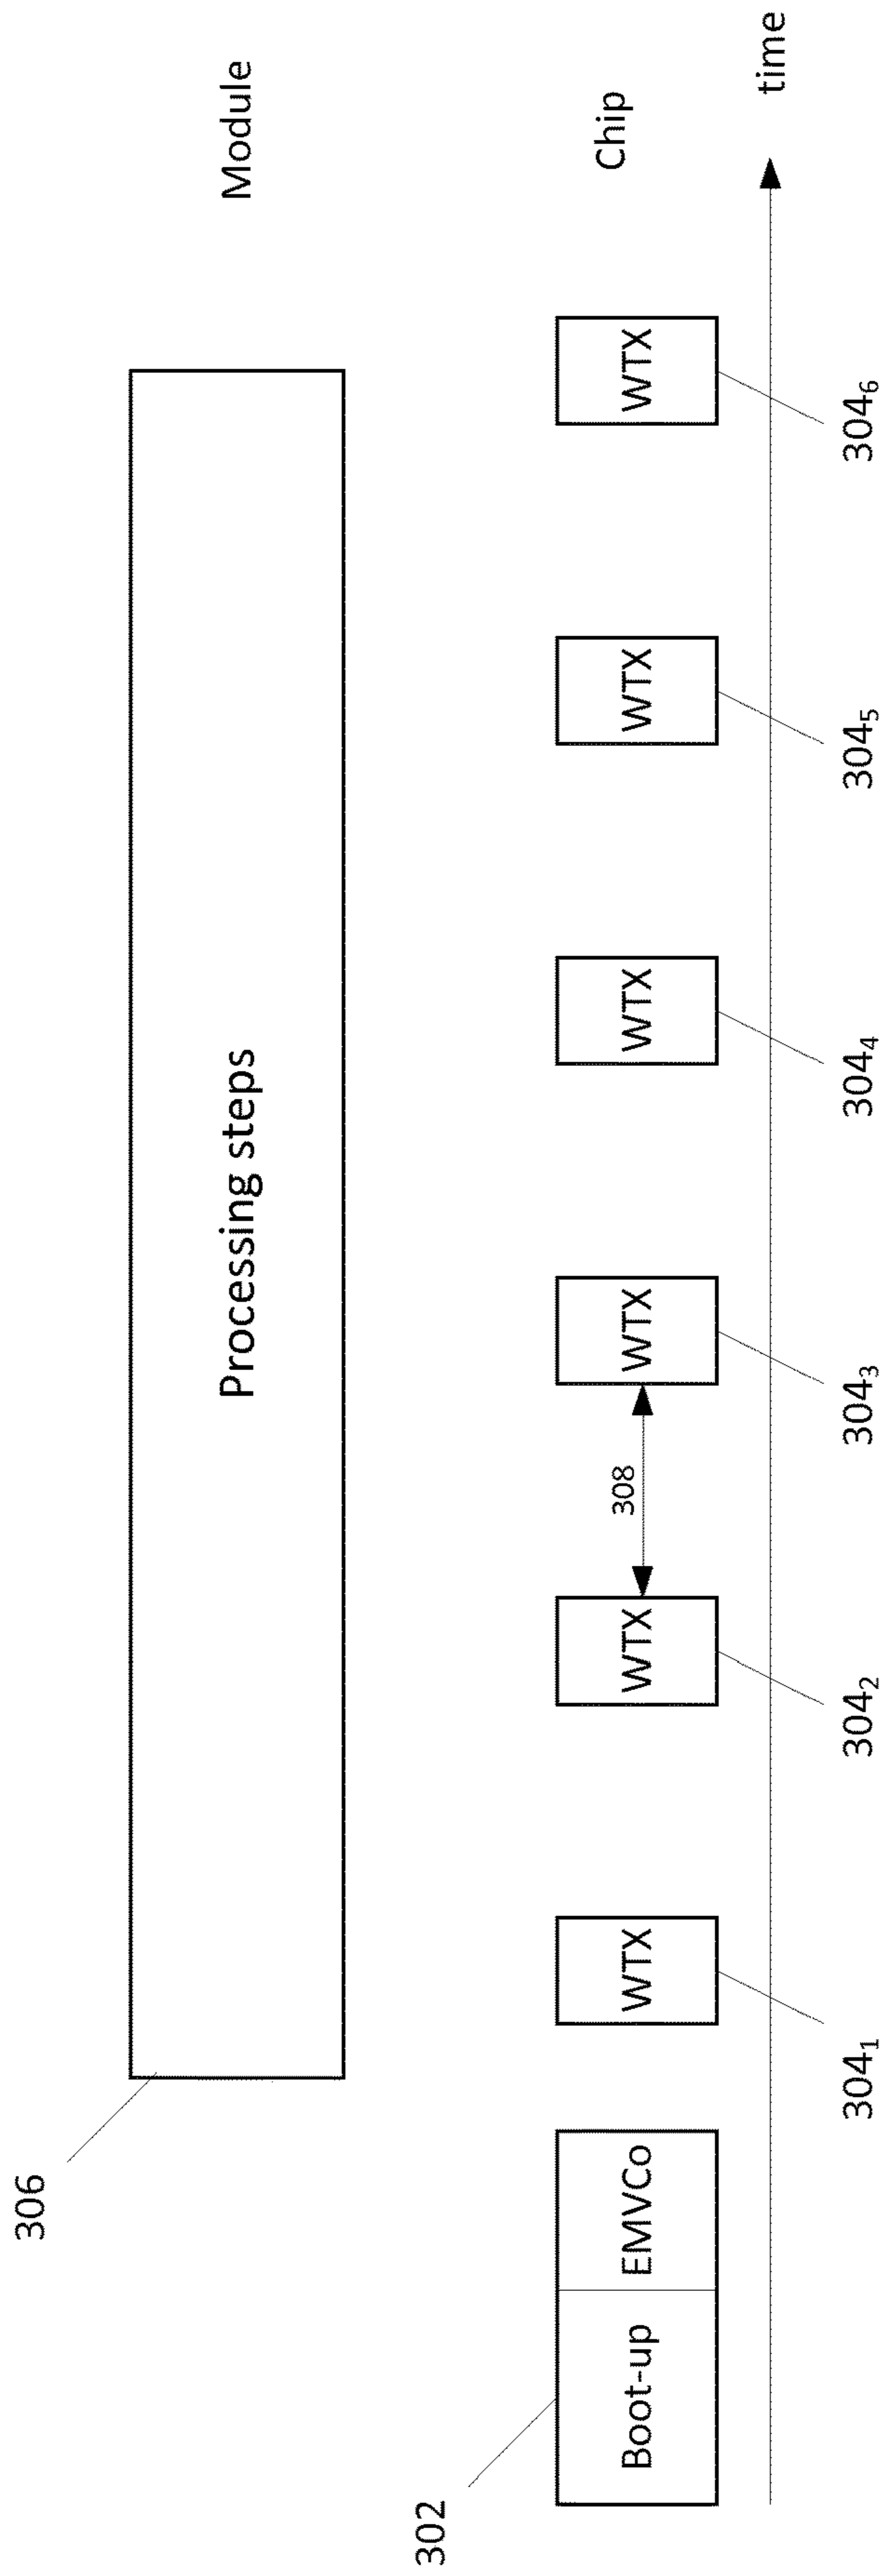 306
Processing steps
Module
302
Boot-up
EMVCo
WTX
WTX
308
WTX
WTX
WTX
WTX
Chip
time
304₁
304₂
304₃
304₄
304₅
304₆